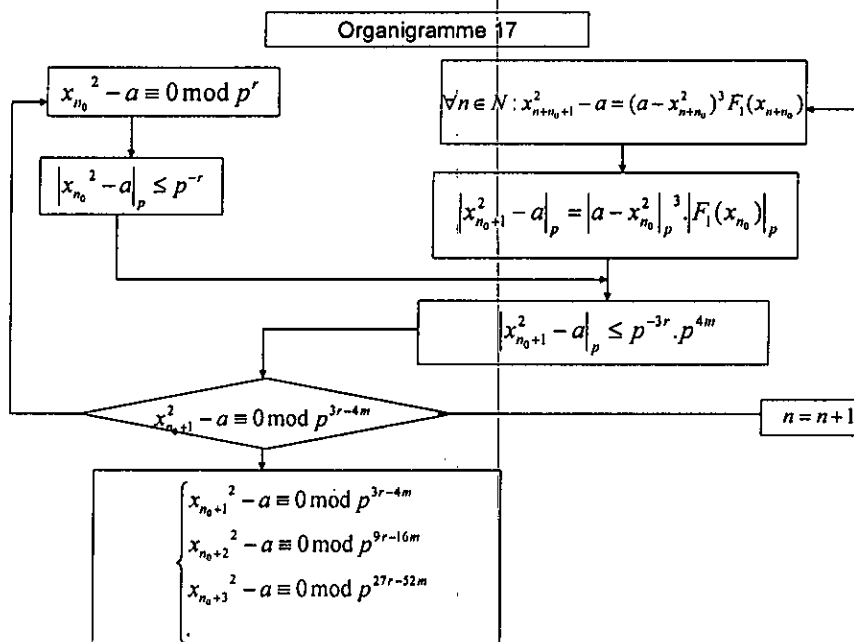 Organigramme 17
x_{n_0}^2 - a ≡ 0 mod p^r
∀n ∈ N : x_{n+n_0+1}^2 - a = (a - x_{n+n_0}^2)^3 F_1(x_{n+n_0})
|x_{n_0}^2 - a|_p ≤ p^{-r}
|x_{n_0+1}^2 - a|_p = |a - x_{n_0}^2|_p^3 . |F_1(x_{n_0})|_p
|x_{n_0+1}^2 - a|_p ≤ p^{-3r} . p^{4m}
x_{n_0+1}^2 - a ≡ 0 mod p^{3r-4m}
n = n+1
x_{n_0+1}^2 - a ≡ 0 mod p^{3r-4m}
x_{n_0+2}^2 - a ≡ 0 mod p^{9r-16m}
x_{n_0+3}^2 - a ≡ 0 mod p^{27r-52m}
.